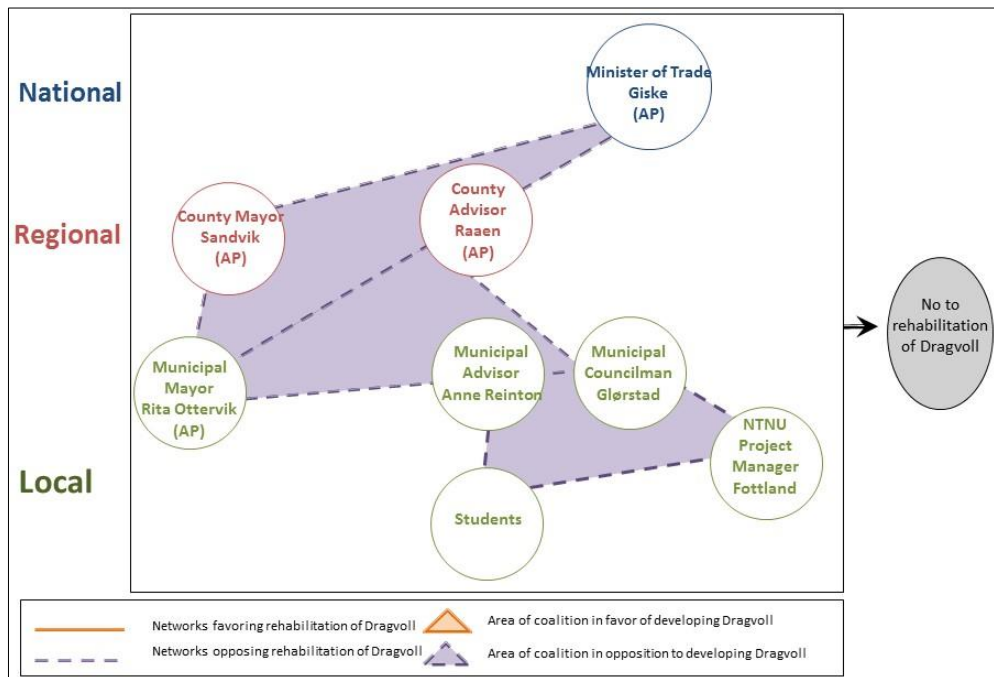 National
Minister of Trade
Giske
(AP)
Regional
County Mayor
Sandvik
(AP)
County
Advisor
Raaen
(AP)
No to
rehabilitation
of Dragvoll
Municipal
Mayor
Rita Ottervik
(AP)
Municipal
Advisor
Anne Reinton
Municipal
Councilman
Glørstad
NTNU
Project
Manager
Fottland
Local
Students
Networks favoring rehabilitation of Dragvoll
Area of coalition in favor of developing Dragvoll
Networks opposing rehabilitation of Dragvoll
Area of coalition in opposition to developing Dragvoll